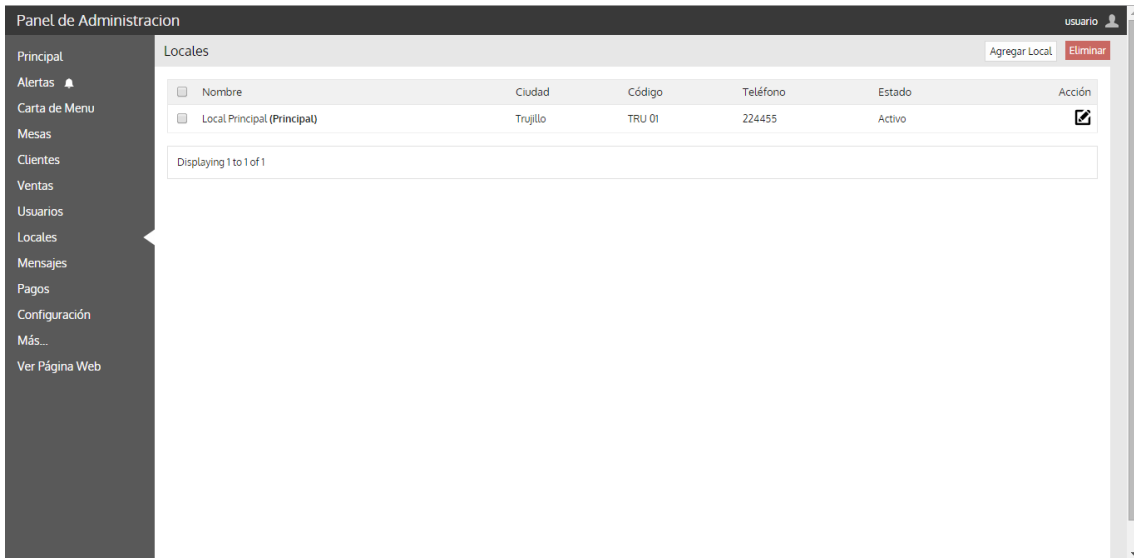 Panel de Administracion
usuario
Principal
Alertas
Carta de Menu
Mesas
Clientes
Ventas
Usuarios
Locales
Mensajes
Pagos
Configuración
Más...
Ver Página Web
Locales
Agregar Local Eliminar
Nombre Ciudad Código Teléfono Estado Acción
Local Principal (Principal) Trujillo TRU 01 224455 Activo
Displaying 1 to 1 of 1